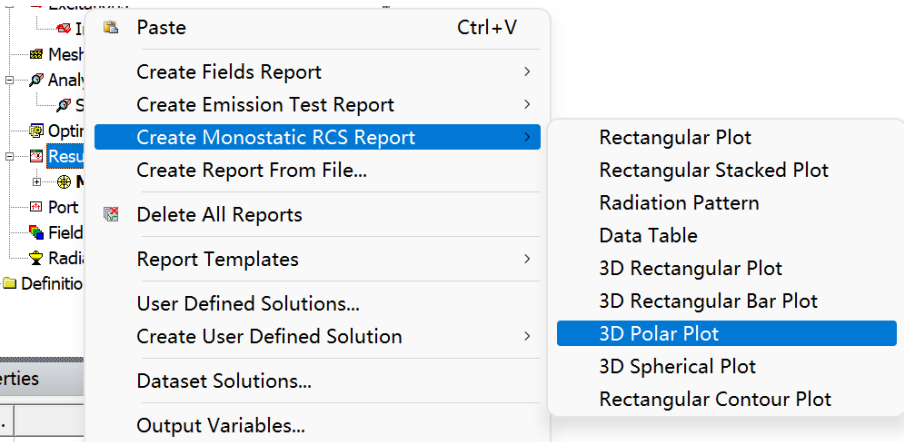 Mesh
Port
Field
Definitio
erties
Paste Ctrl+V
Create Fields Report
Create Emission Test Report
Create Monostatic RCS Report
Create Report From File...
Delete All Reports
Report Templates
User Defined Solutions...
Create User Defined Solution
Dataset Solutions...
Output Variables...
Rectangular Plot
Rectangular Stacked Plot
Radiation Pattern
Data Table
3D Rectangular Plot
3D Rectangular Bar Plot
3D Polar Plot
3D Spherical Plot
Rectangular Contour Plot